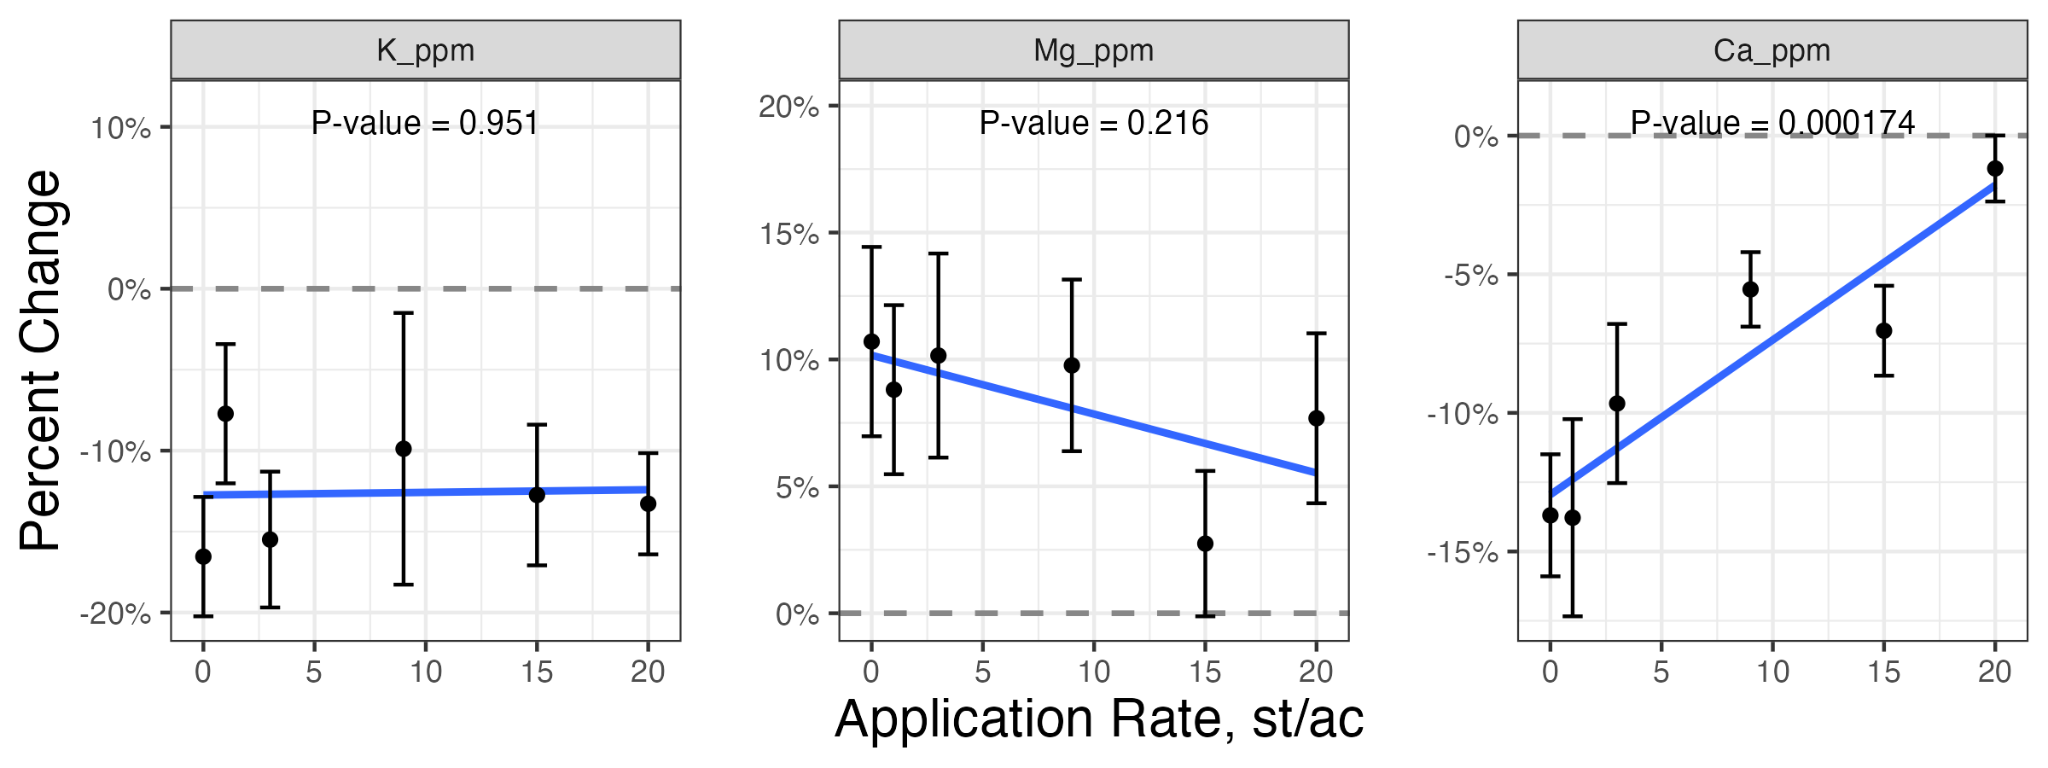 K_ppm
Mg_ppm
Ca_ppm
P-value = 0.951
P-value = 0.216
P-value = 0.000174
10%
0%
-10%
-20%
20%
15%
10%
5%
0%
0%
-5%
-10%
-15%
0 5 10 15 20
0 5 10 15 20
0 5 10 15 20
Percent Change
Application Rate, st/ac